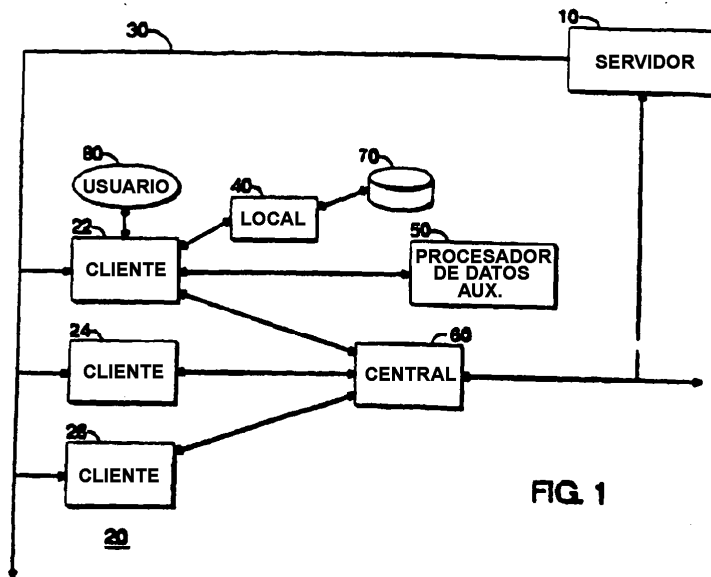 30
10
SERVIDOR
80
USUARIO
70
40
LOCAL
22
CLIENTE
50
PROCESADOR
DE DATOS
AUX.
24
CLIENTE
60
CENTRAL
26
CLIENTE
FIG. 1
20